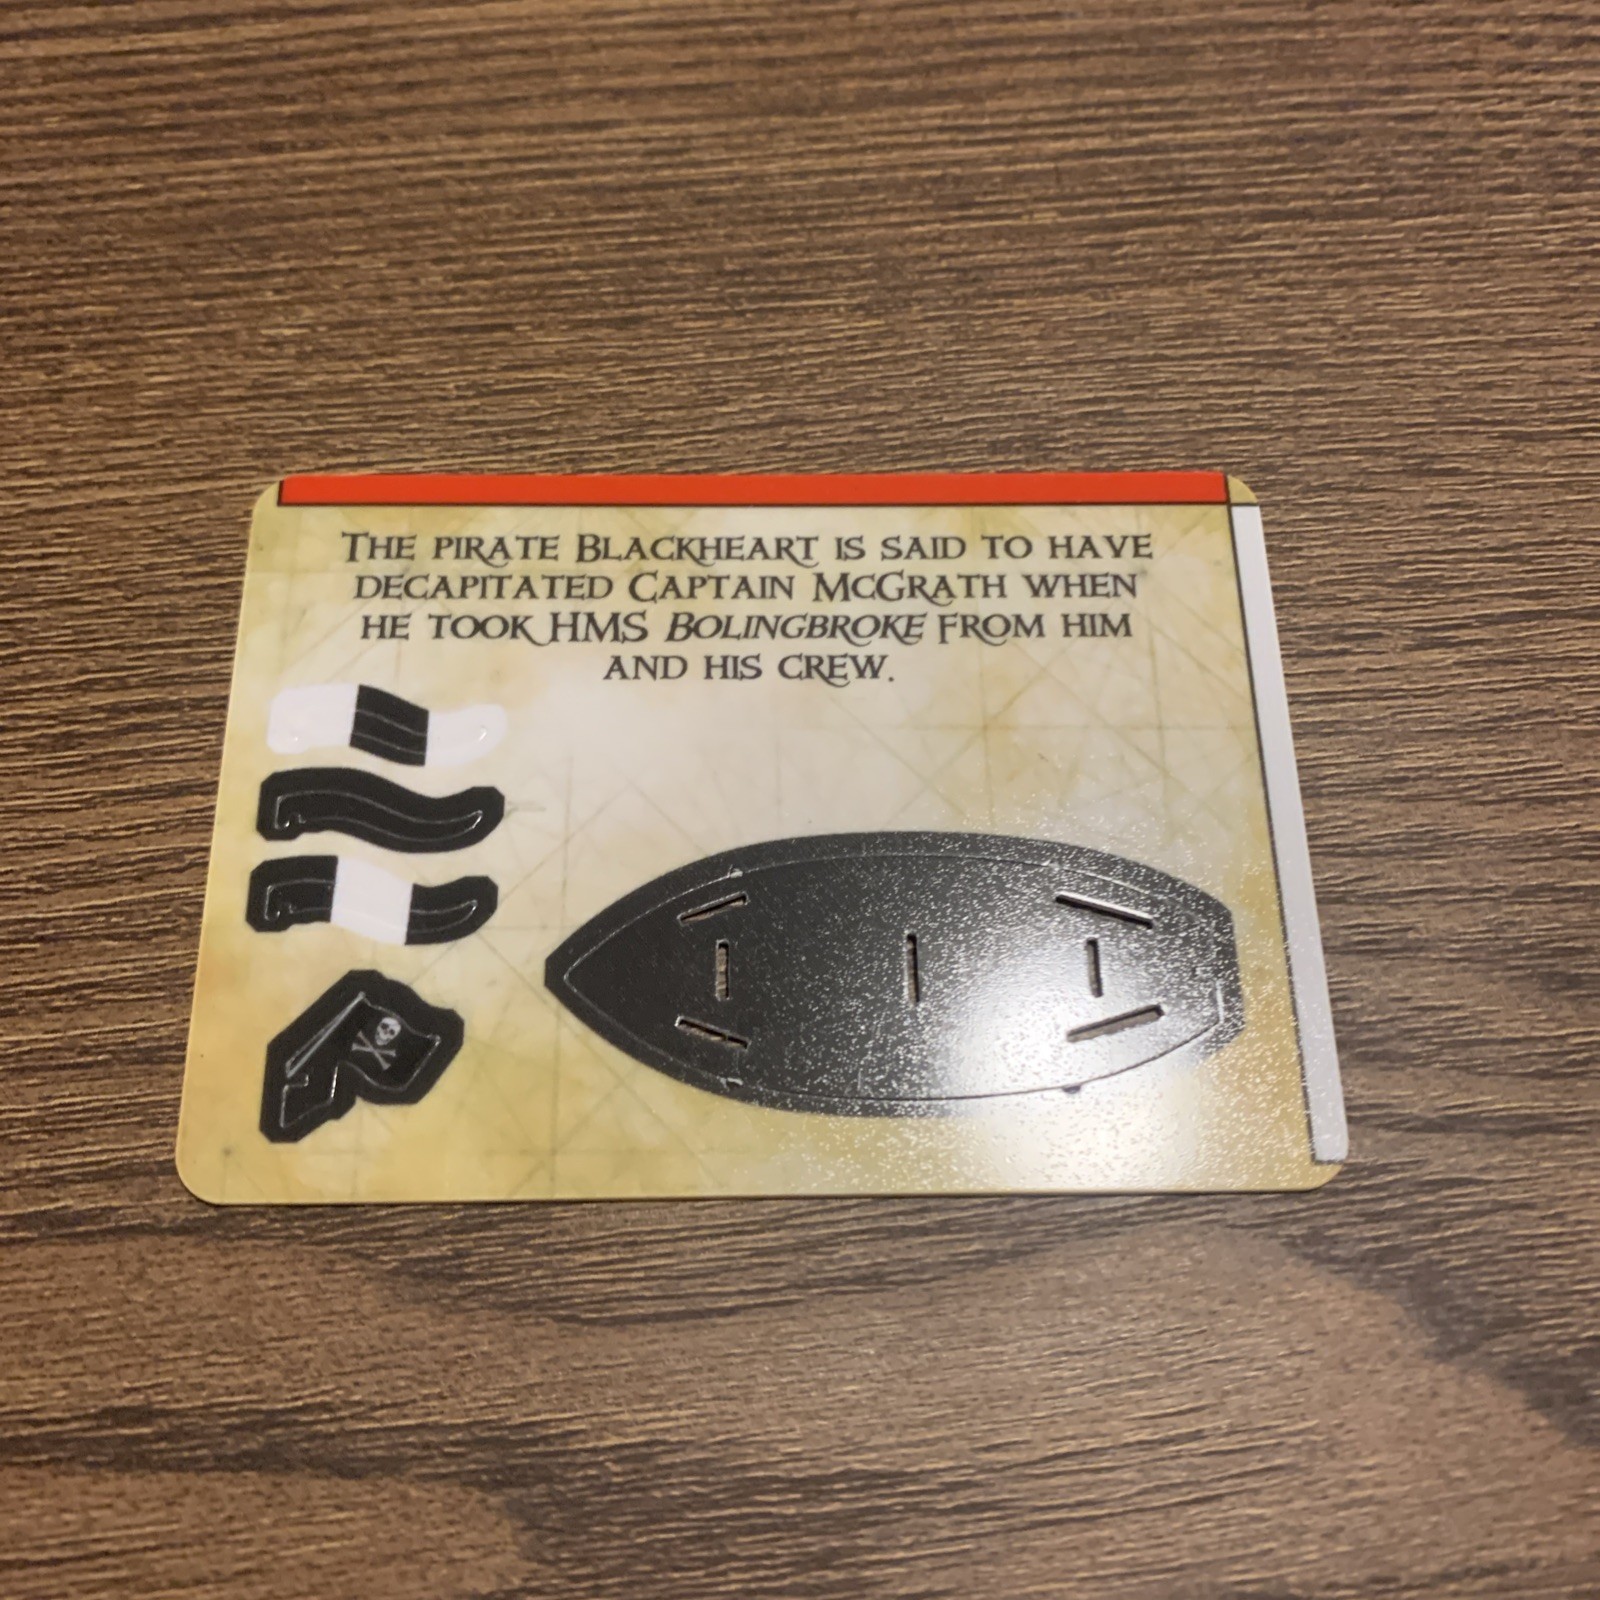 The pirate Blackheart is said to have
decapitated Captain McGrath when
he took HMS Bolingbroke from him
and his crew.